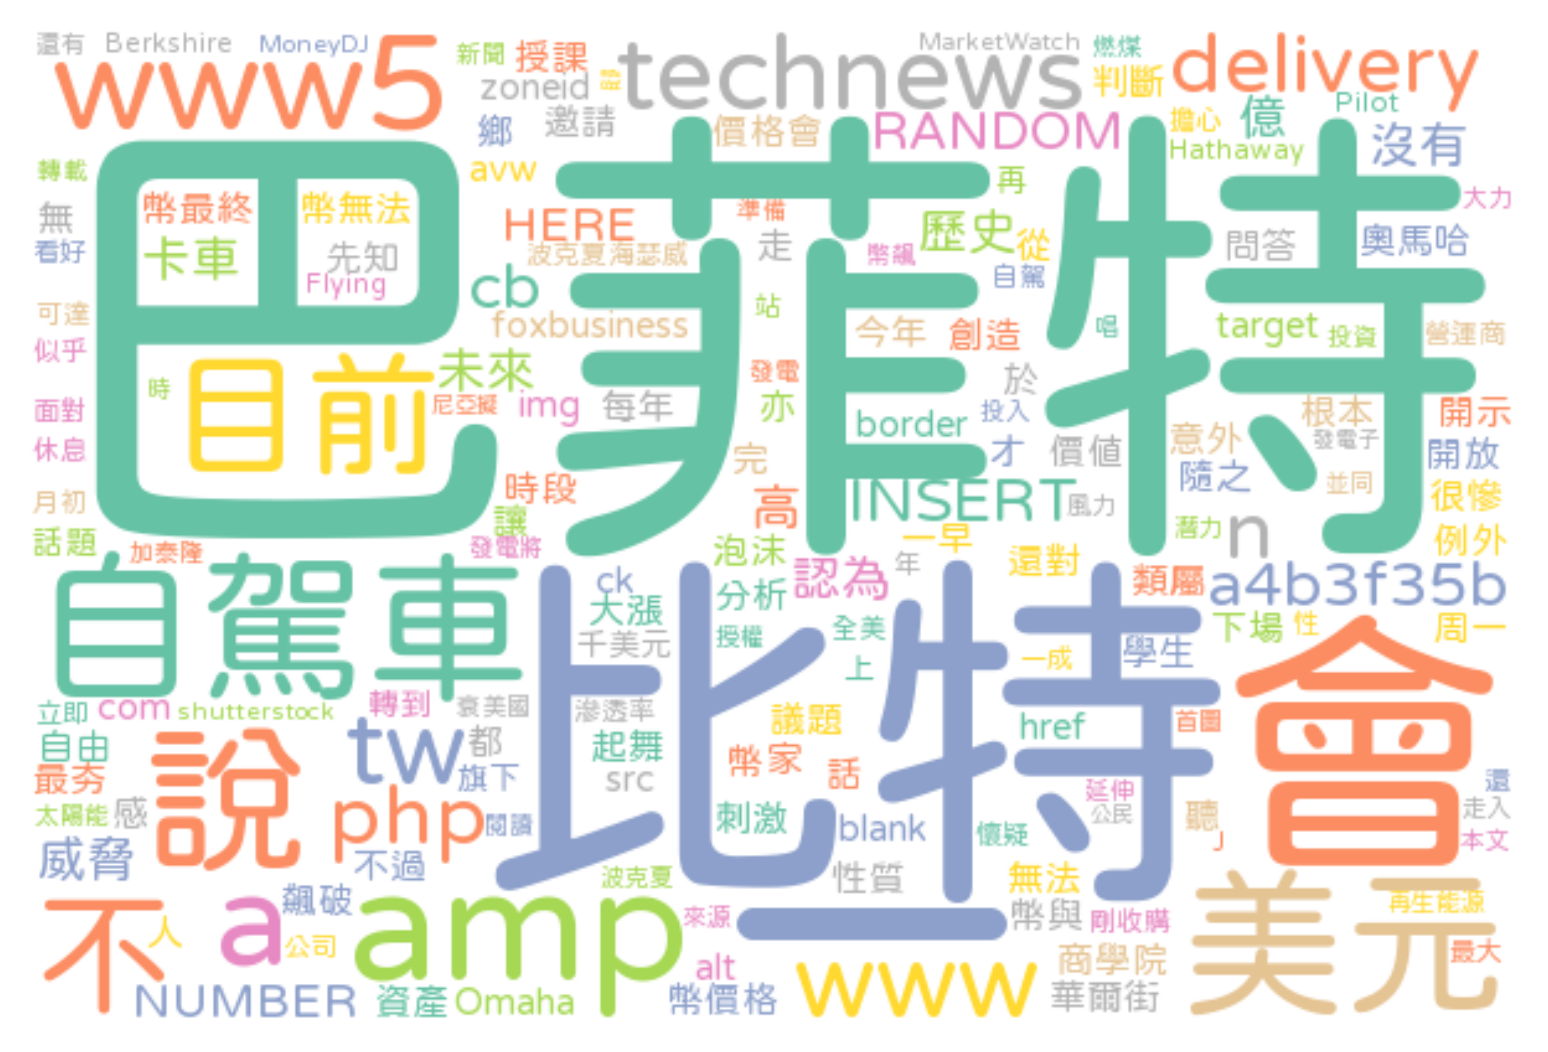 還有 Berkshire MoneyDJ 新聞 授課 technews MarketWatch 燃煤 delivery
www5 zoneid 判斷 Pilot
鄉 邀請 價格會 RANDOM 擔心 億 沒有
轉載 avw 再 Hathaway 大力
巴菲特
無 幣最終 幣無法 HERE 準備 歷史 從 問答 奧馬哈
看好 卡車 先知 波克夏海瑟威 走 幣飆 自駕
Flying cb
可達 foxbusiness 站 今年 創造 唱 target 投資 營運商
似乎 未來 發電 於
時 目前 尼亞擬 img 每年 亦 border 投入 根本 開示
面對 才 價值 意外 發電子
休息 完 隨之 並同 開放
月初 時段 高 INSERT 風力 很慘
話題 加泰隆 讓 發電將 泡沫 一早 潛力 n 例外
自駕車 ck 大漲 分析 認為 年 還對 類屬 a4b3f35b
千美元 授權 全美 一成 學生 下場 性 周一
比特 上 會
立即 com shutterstock 轉到 衰美國 滲透率 議題 href 首圖
自由 說 tw 都 起舞 幣家 話
最夯 旗下 src 延伸 還
太陽能 感 php 閱讀 刺激 blank 懷疑 公民 聽 走入
威脅 不過 性質 無法 本文
不 人 a 飆破 amp 波克夏 來源 一 幣與 剛收購 美元 再生能源
公司 alt www 商學院 最大
NUMBER 資產 Omaha 幣價格 華爾街